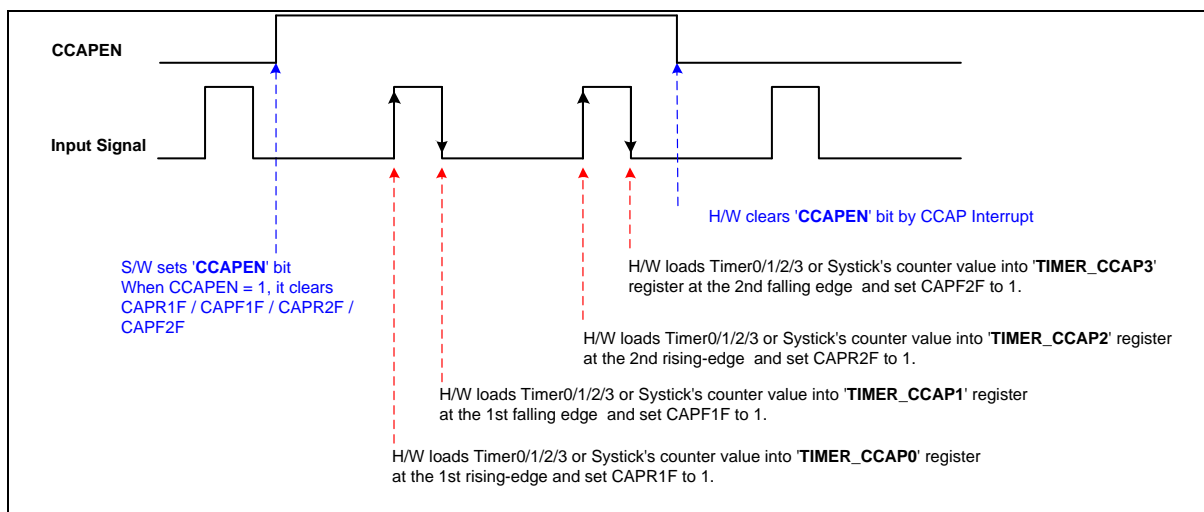 CCAPEN
Input Signal
H/W clears 'CCAPEN' bit by CCAP Interrupt
S/W sets 'CCAPEN' bit
When CCAPEN = 1, it clears
CAPR1F / CAPF1F / CAPR2F /
CAPF2F
H/W loads Timer0/1/2/3 or Systick's counter value into 'TIMER_CCAP3'
register at the 2nd falling edge and set CAPF2F to 1.
H/W loads Timer0/1/2/3 or Systick's counter value into 'TIMER_CCAP2' register
at the 2nd rising-edge and set CAPR2F to 1.
H/W loads Timer0/1/2/3 or Systick's counter value into 'TIMER_CCAP1' register
at the 1st falling edge and set CAPF1F to 1.
H/W loads Timer0/1/2/3 or Systick's counter value into 'TIMER_CCAP0' register
at the 1st rising-edge and set CAPR1F to 1.